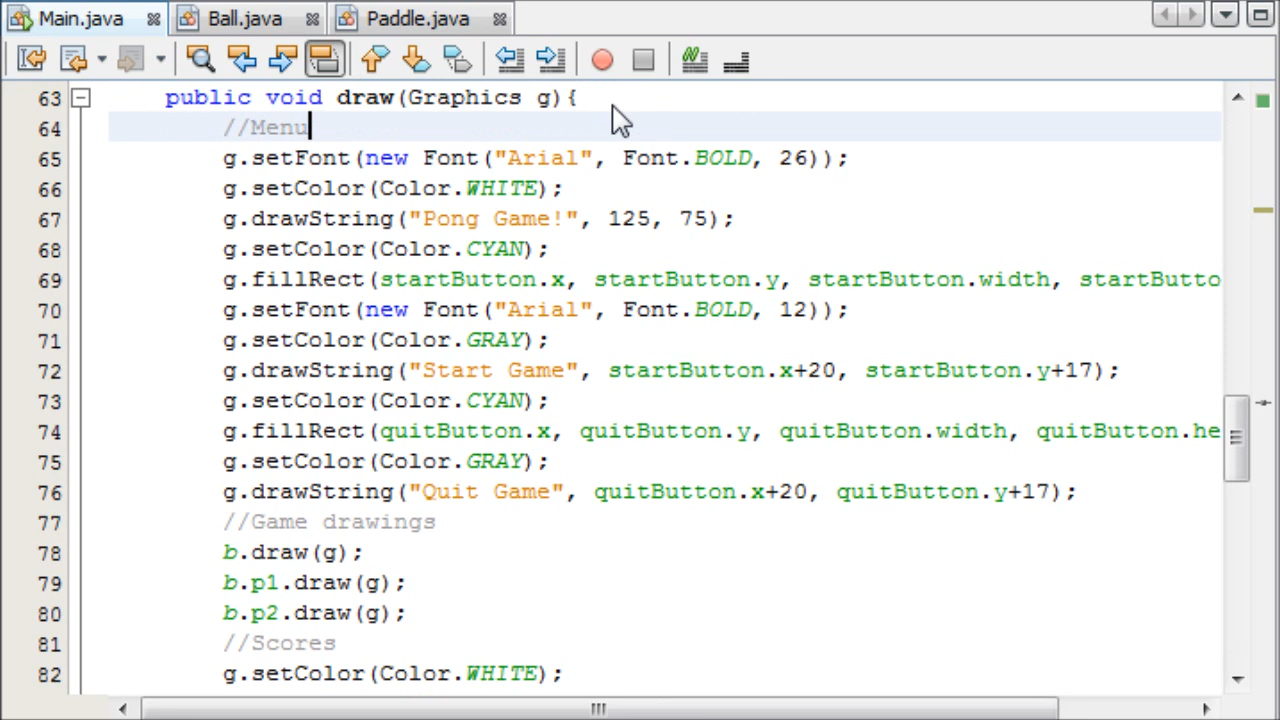 Main.java Ball.java Paddle.java
63 public void draw(Graphics g){
64 //Menu
65 g.setFont(new Font("Arial", Font.BOLD, 26));
66 g.setColor(Color.WHITE);
67 g.drawString("Pong Game!", 125, 75);
68 g.setColor(Color.CYAN);
69 g.fillRect(startButton.x, startButton.y, startButton.width, startButto
70 g.setFont(new Font("Arial", Font.BOLD, 12));
71 g.setColor(Color.GRAY);
72 g.drawString("Start Game", startButton.x+20, startButton.y+17);
73 g.setColor(Color.CYAN);
74 g.fillRect(quitButton.x, quitButton.y, quitButton.width, quitButton.he
75 g.setColor(Color.GRAY);
76 g.drawString("Quit Game", quitButton.x+20, quitButton.y+17);
77 //Game drawings
78 b.draw(g);
79 b.p1.draw(g);
80 b.p2.draw(g);
81 //Scores
82 g.setColor(Color.WHITE);